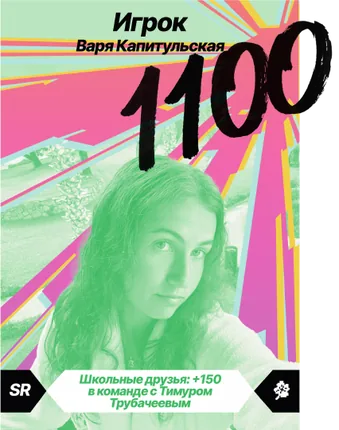 Игрок
Варя Капитульская
1100
Школьные друзья: +150
в команде с Тимуром
Трубачеевым
SR